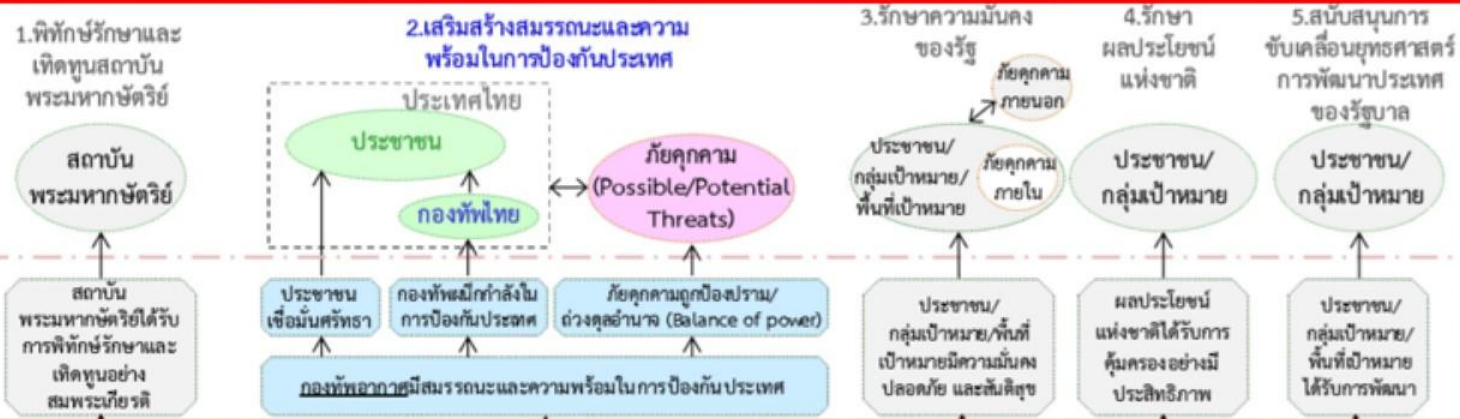 1.พิทักษ์รักษาและ
เทิดทูนสถาบัน
พระมหากษัตริย์
สถาบัน
พระมหากษัตริย์
สถาบัน
พระมหากษัตริย์ได้รับ
การพิทักษ์รักษาและ
เทิดทูนอย่าง
สมพระเกียรติ
2.เสริมสร้างสมรรถนะและความ
พร้อมในการป้องกันประเทศ
ประเทศไทย
ประชาชน
กองทัพไทย
ภัยคุกคาม
(Possible/Potential
Threats)
ประชาชน
เชื่อมั่นศรัทธา
กองทัพผนึกกำลังใน
การป้องกันประเทศ
ภัยคุกคามถูกป้องปราม/
ถ่วงดุลอำนาจ (Balance of power)
กองทัพอากาศมีสมรรถนะและความพร้อมในการป้องกันประเทศ
3.รักษาความมั่นคง
ของรัฐ
ภัยคุกคาม
ภายนอก
ประชาชน/
กลุ่มเป้าหมาย/
พื้นที่เป้าหมาย
ภัยคุกคาม
ภายใน
ประชาชน/
กลุ่มเป้าหมาย/พื้นที่
เป้าหมายมีความมั่นคง
ปลอดภัย และสันติสุข
4.รักษา
ผลประโยชน์
แห่งชาติ
ประชาชน/
กลุ่มเป้าหมาย
ผลประโยชน์
แห่งชาติได้รับการ
คุ้มครองอย่างมี
ประสิทธิภาพ
5.สนับสนุนการ
ขับเคลื่อนยุทธศาสตร์
การพัฒนาประเทศ
ของรัฐบาล
ประชาชน/
กลุ่มเป้าหมาย
ประชาชน/
กลุ่มเป้าหมาย/
พื้นที่เป้าหมาย
ได้รับการพัฒนา